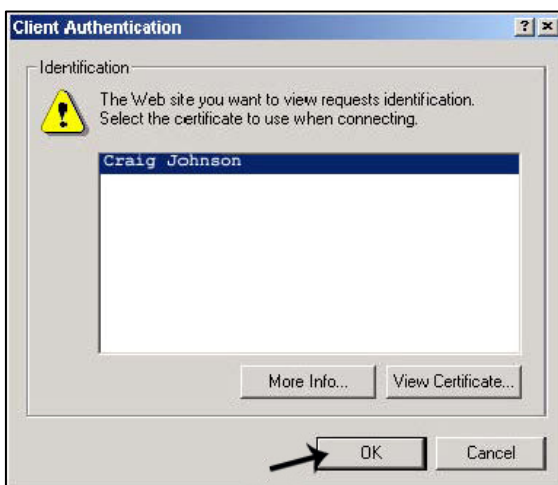 Client Authentication
Identification
The Web site you want to view requests identification.
Select the certificate to use when connecting.
Craig Johnson
More Info... View Certificate...
OK Cancel